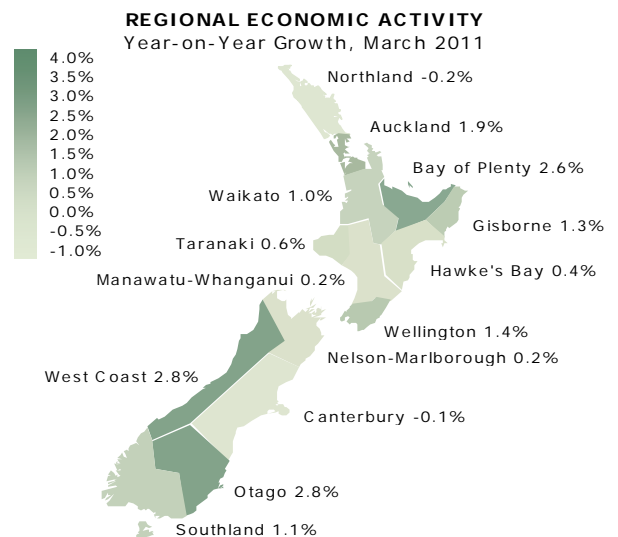 REGIONAL ECONOMIC ACTIVITY
Year-on-Year Growth, March 2011
4.0%
3.5%
3.0%
2.5%
2.0%
1.5%
1.0%
0.5%
0.0%
-0.5%
-1.0%
Northland -0.2%
Auckland 1.9%
Bay of Plenty 2.6%
Waikato 1.0%
Gisborne 1.3%
Taranaki 0.6%
Hawke's Bay 0.4%
Manawatu-Whanganui 0.2%
Wellington 1.4%
Nelson-Marlborough 0.2%
West Coast 2.8%
Canterbury -0.1%
Otago 2.8%
Southland 1.1%